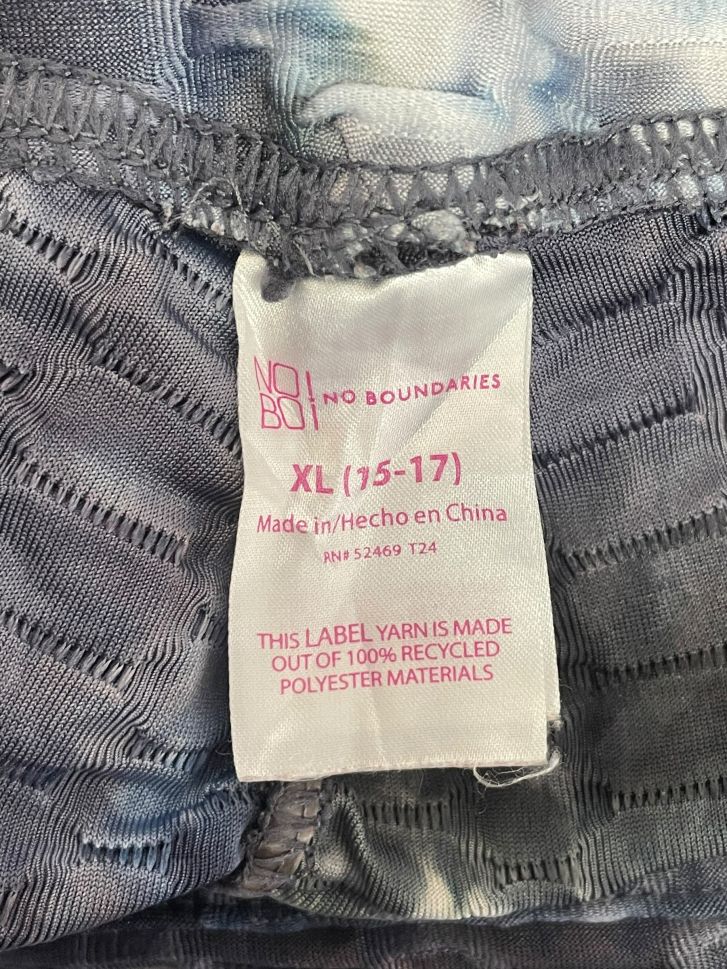 NO!
BO!
NO BOUNDARIES
XL (15-17)
Made in/Hecho en China
RN# 52469 T24
THIS LABEL YARN IS MADE
OUT OF 100% RECYCLED
POLYESTER MATERIALS